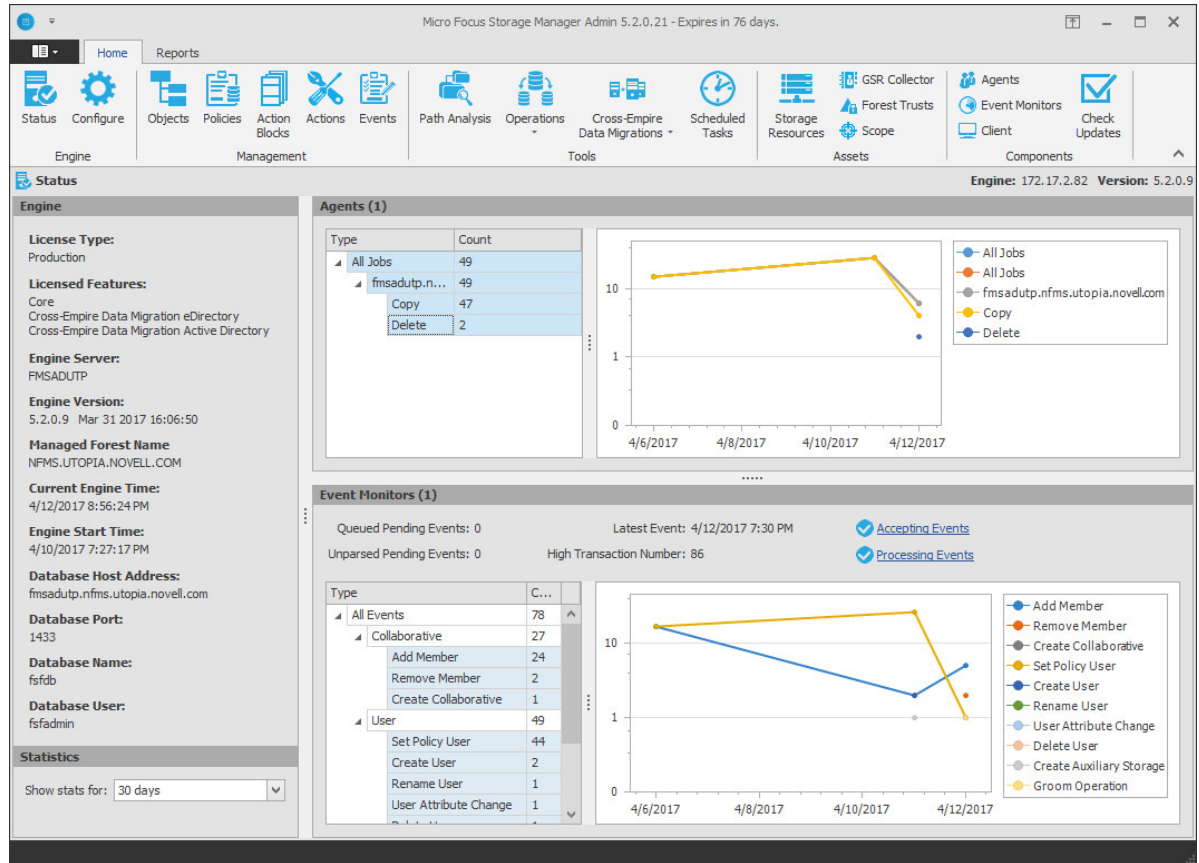 Micro Focus Storage Manager Admin 5.2.0.21 - Expires in 76 days.
Home Reports
Status Configure Objects Policies Action Blocks Actions Events Path Analysis Operations Cross-Empire Data Migrations Scheduled Tasks Storage Resources GSR Collector Forest Trusts Scope Agents Event Monitors Client Check Updates
Engine Management Tools Assets Components
Status Engine: 172.17.2.82 Version: 5.2.0.9
Engine
License Type:
Production
Licensed Features:
Core
Cross-Empire Data Migration eDirectory
Cross-Empire Data Migration Active Directory
Engine Server:
FMSADUTP
Engine Version:
5.2.0.9 Mar 31 2017 16:06:50
Managed Forest Name
NFMS.UTOPIA.NOVELL.COM
Current Engine Time:
4/12/2017 8:56:24 PM
Engine Start Time:
4/10/2017 7:27:17 PM
Database Host Address:
fmsadutp.nfms.utopia.novell.com
Database Port:
1433
Database Name:
fsfdb
Database User:
fsfadmin
Statistics
Show stats for: 30 days
Agents (1)
Type Count
All Jobs 49
fmsadutp.n... 49
Copy 47
Delete 2
10
1
0
4/6/2017 4/8/2017 4/10/2017 4/12/2017
All Jobs
All Jobs
fmsadutp.nfms.utopia.novell.com
Copy
Delete
Event Monitors (1)
Queued Pending Events: 0 Latest Event: 4/12/2017 7:30 PM Accepting Events
Unparsed Pending Events: 0 High Transaction Number: 86 Processing Events
Type C...
All Events 78
Collaborative 27
Add Member 24
Remove Member 2
Create Collaborative 1
User 49
Set Policy User 44
Create User 2
Rename User 1
User Attribute Change 1
10
1
0
4/6/2017 4/8/2017 4/10/2017 4/12/2017
Add Member
Remove Member
Create Collaborative
Set Policy User
Create User
Rename User
User Attribute Change
Delete User
Create Auxiliary Storage
Groom Operation